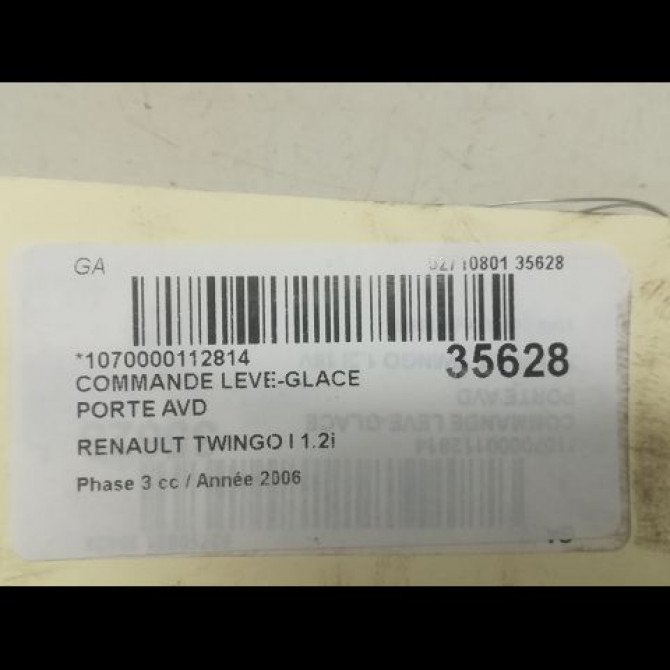 GA
35628
*1070000112814
35628
COMMANDE LEVE-GLACE
PORTE AVD
RENAULT TWINGO I 1.2i
Phase 3 cc / Année 2006